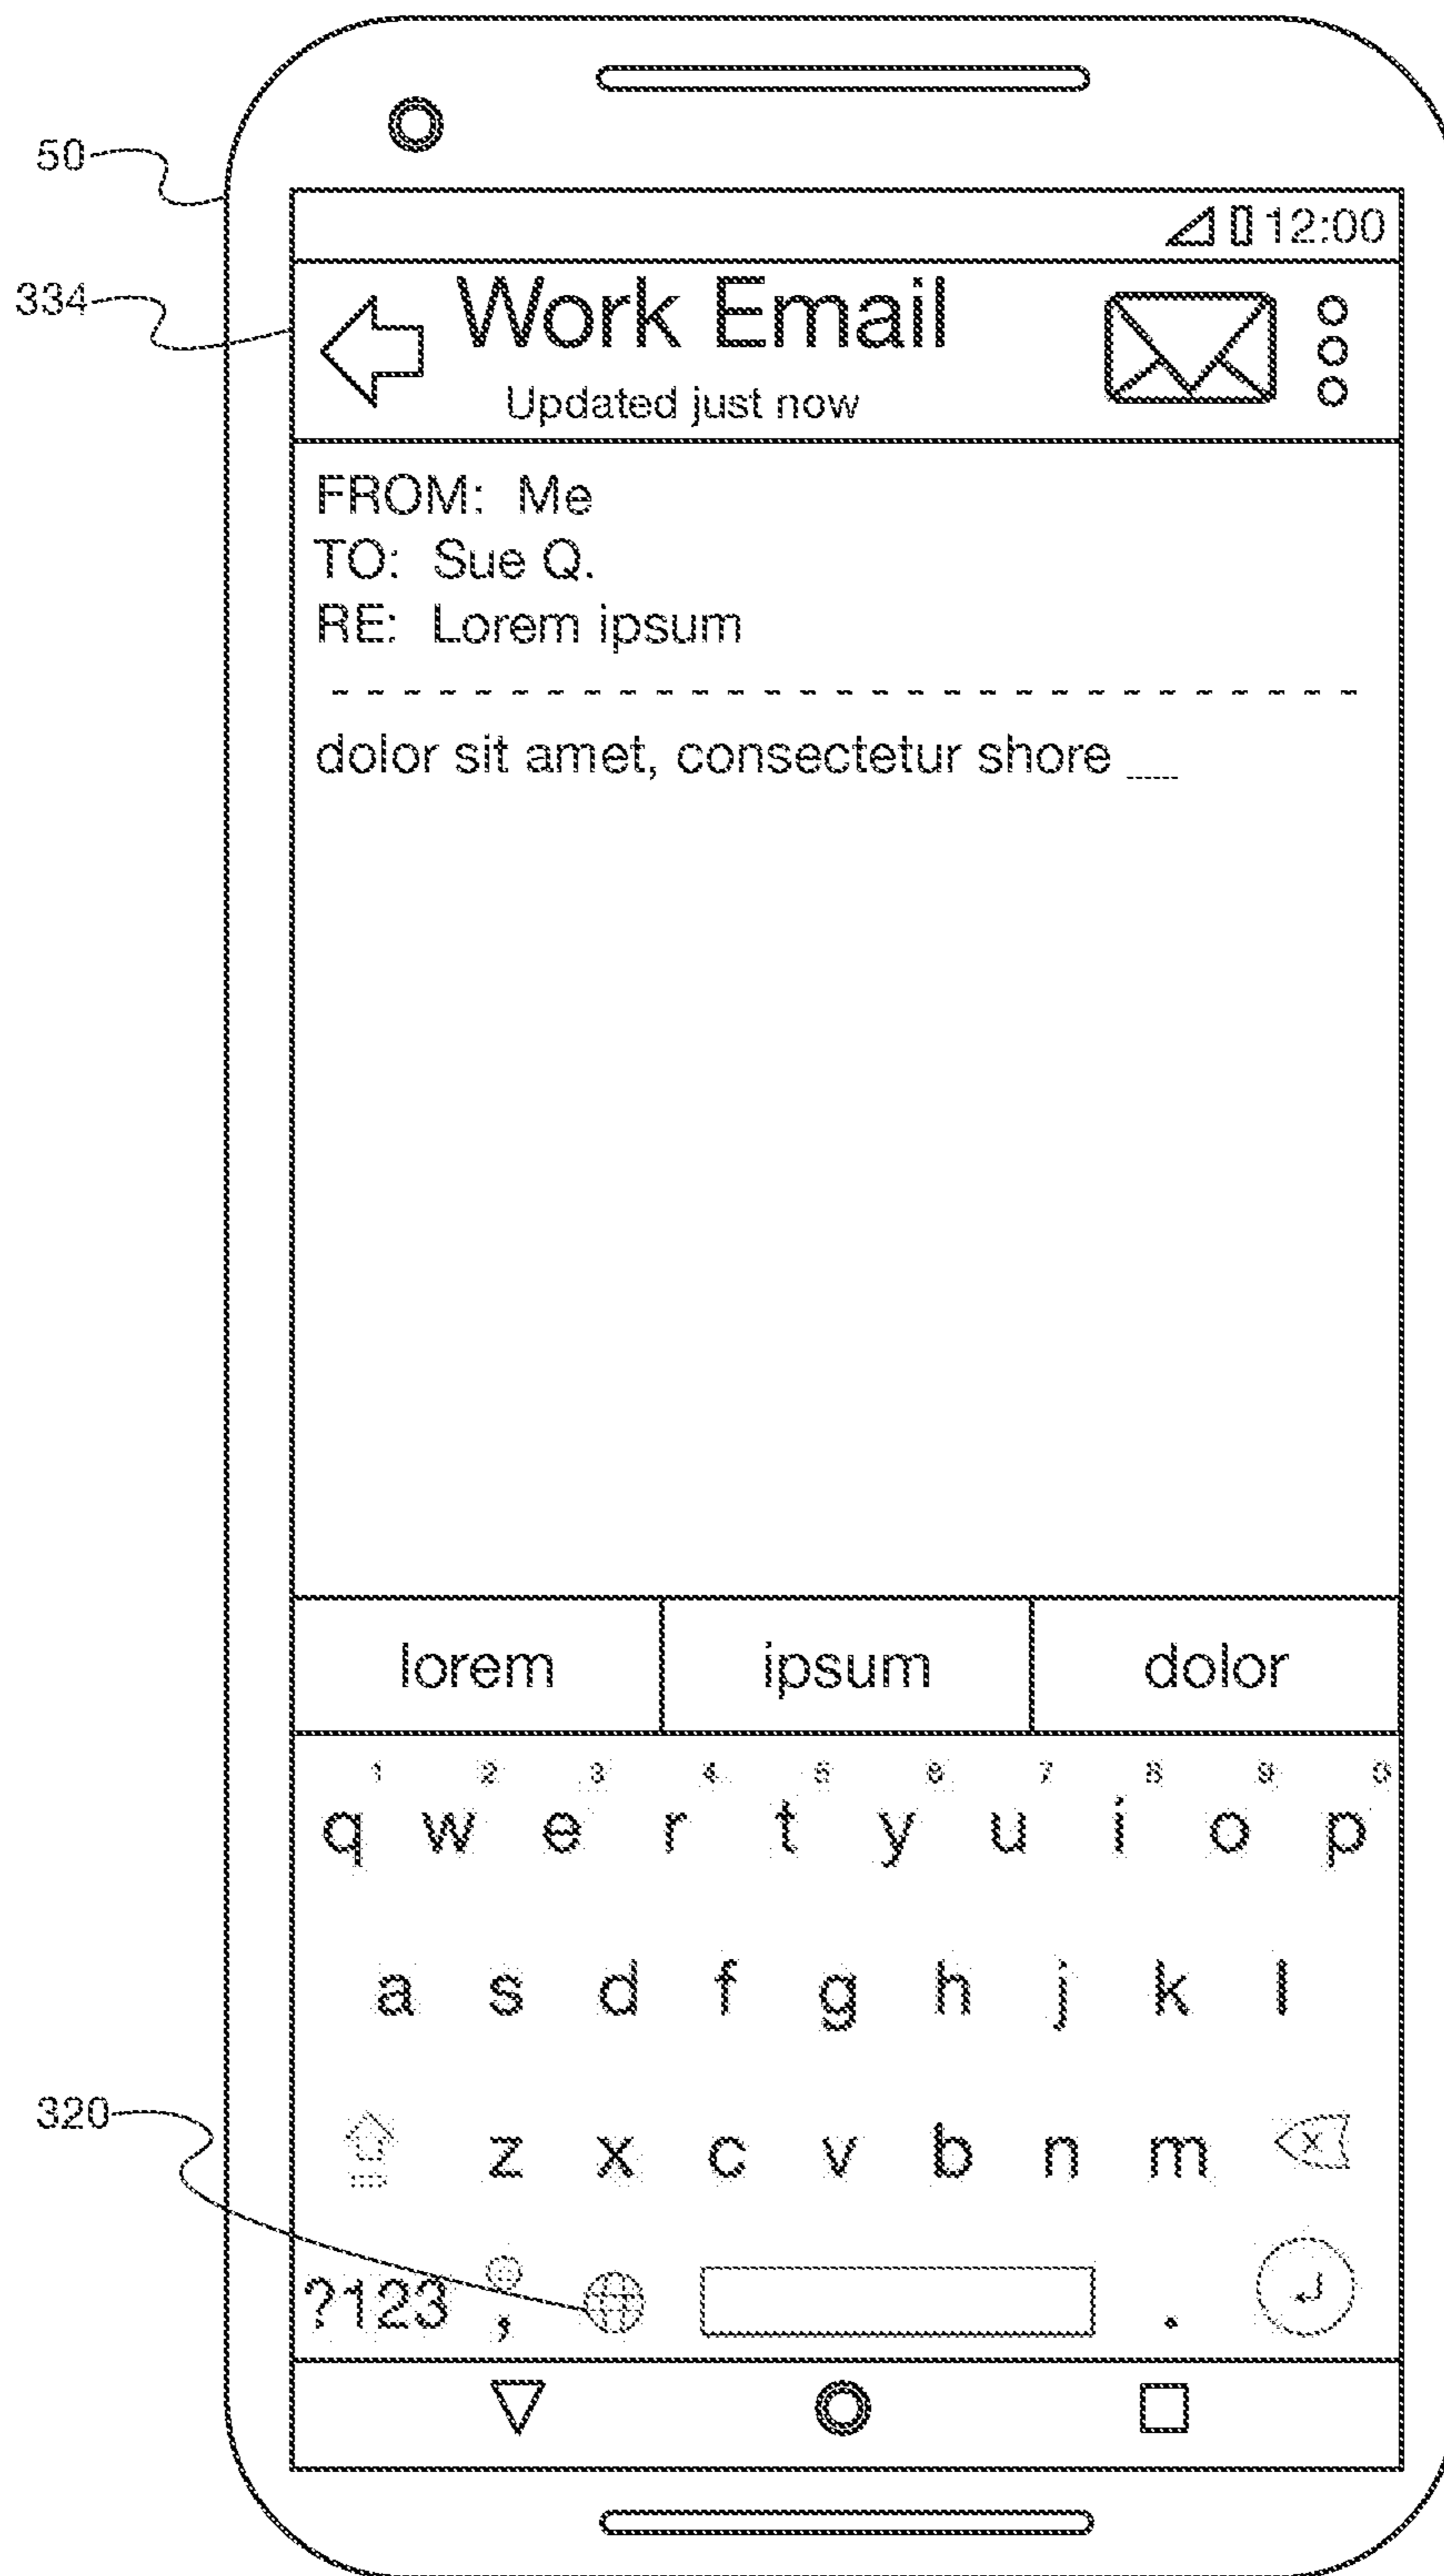 50
12:00
334
Work Email
Updated just now
FROM: Me
TO: Sue Q.
RE: Lorem ipsum
dolor sit amet, consectetur shore __
lorem ipsum dolor
1 2 3 4 5 6 7 8 9 0
q w e r t y u i o p
a s d f g h j k l
320
z x c v b n m x
?123 , .